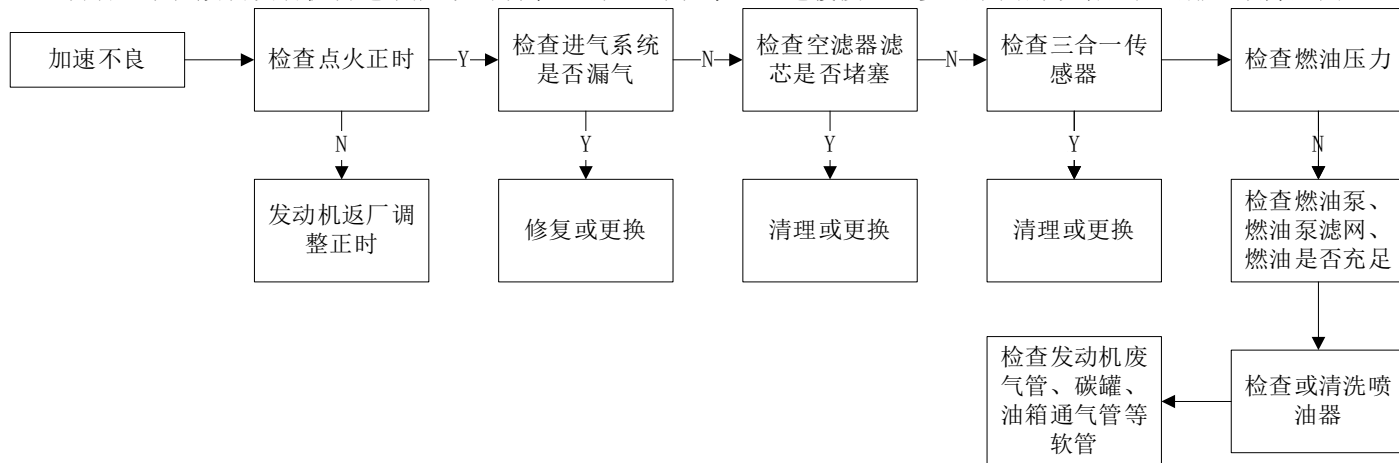 加速不良
检查点火正时
Y
检查进气系统
是否漏气
N
检查空滤器滤
芯是否堵塞
N
检查三合一传
感器
检查燃油压力
N
Y
Y
Y
N
发动机返厂调
整正时
修复或更换
清理或更换
清理或更换
检查燃油泵、
燃油泵滤网、
燃油是否充足
检查发动机废
气管、碳罐、
油箱通气管等
软管
检查或清洗喷
油器